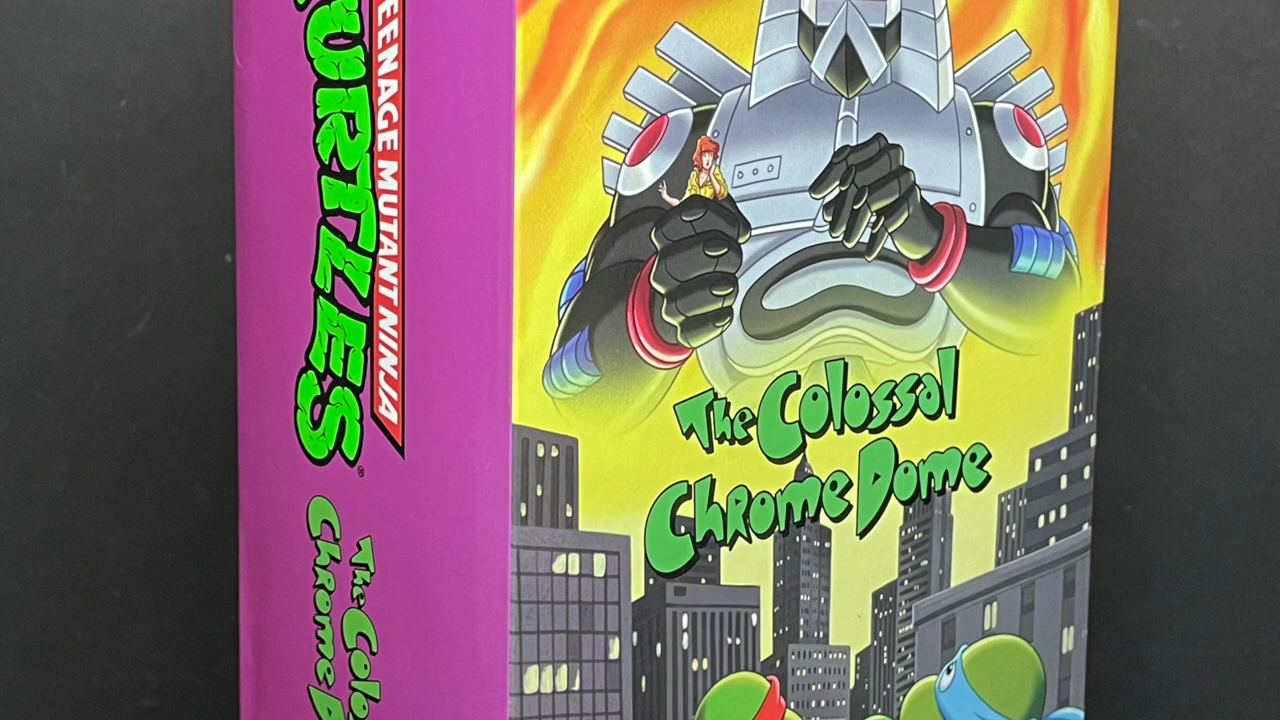 EENAGE MUTANT NINJA
URTLES®
The Colo
Chrome D
The Colossal
Chrome Dome